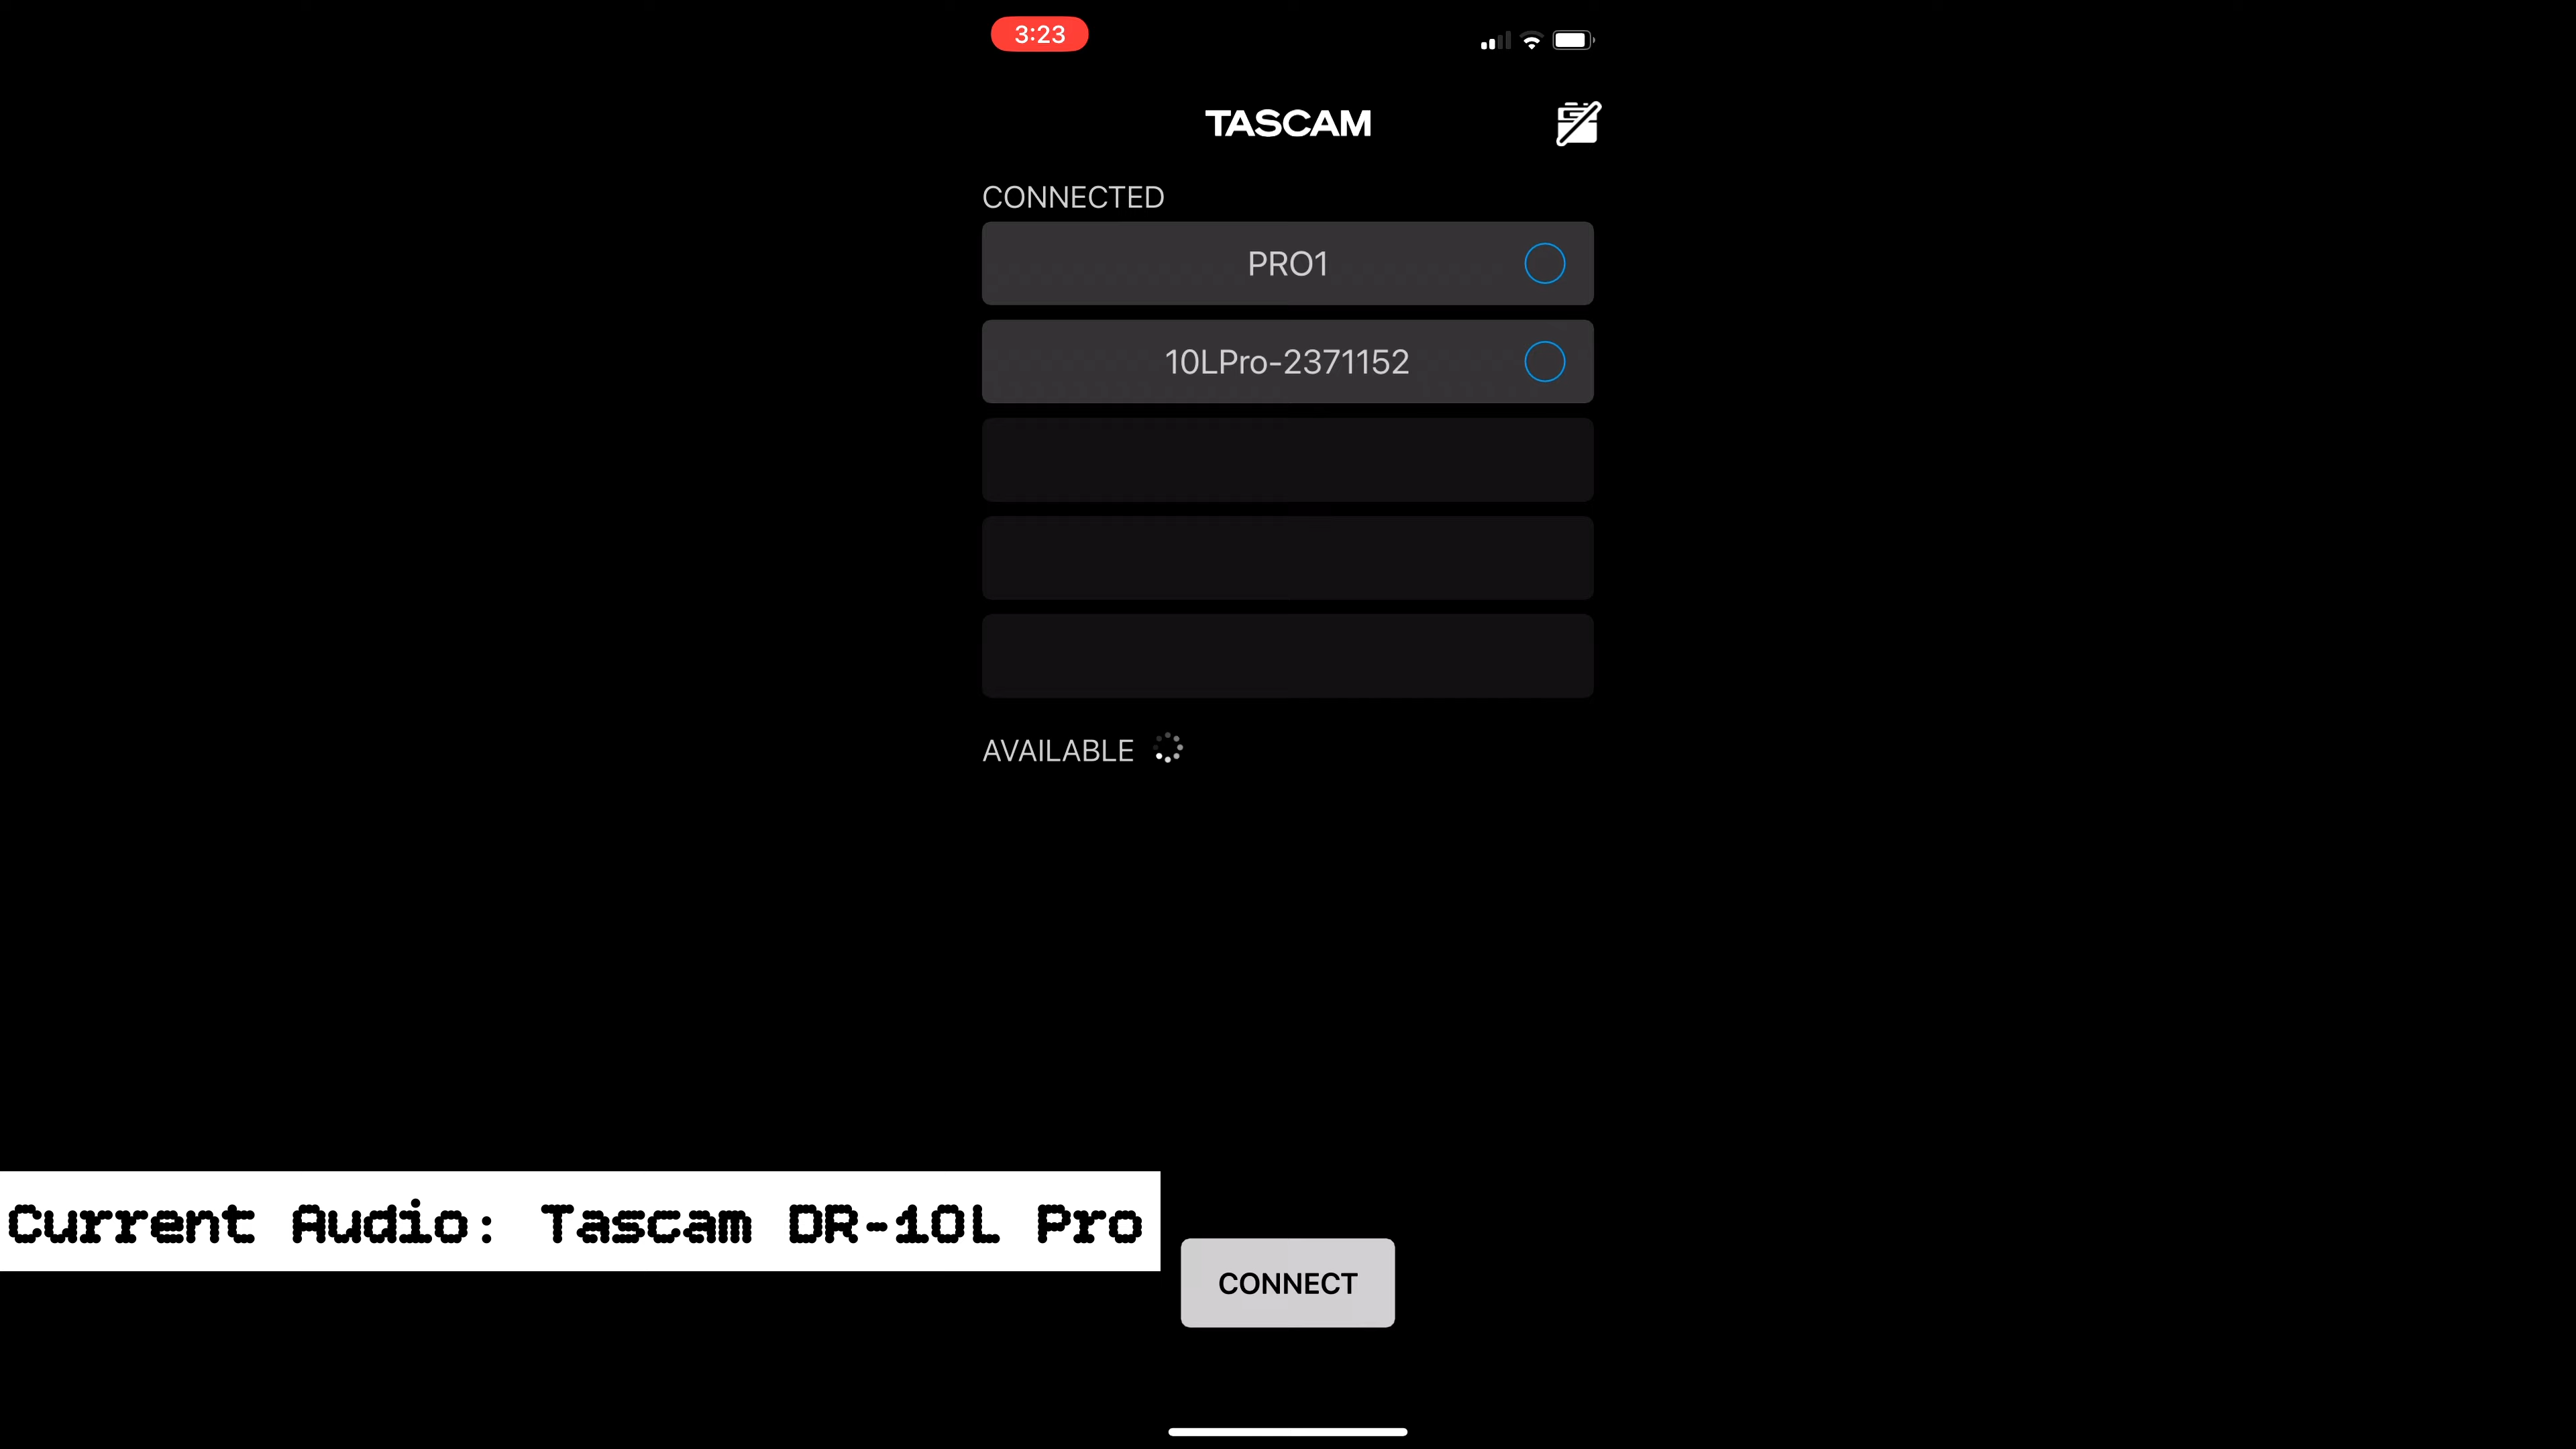 3:23
TASCAM
CONNECTED
PRO1
10LPro-2371152
AVAILABLE
Current Audio: Tascam DR-10L Pro
CONNECT